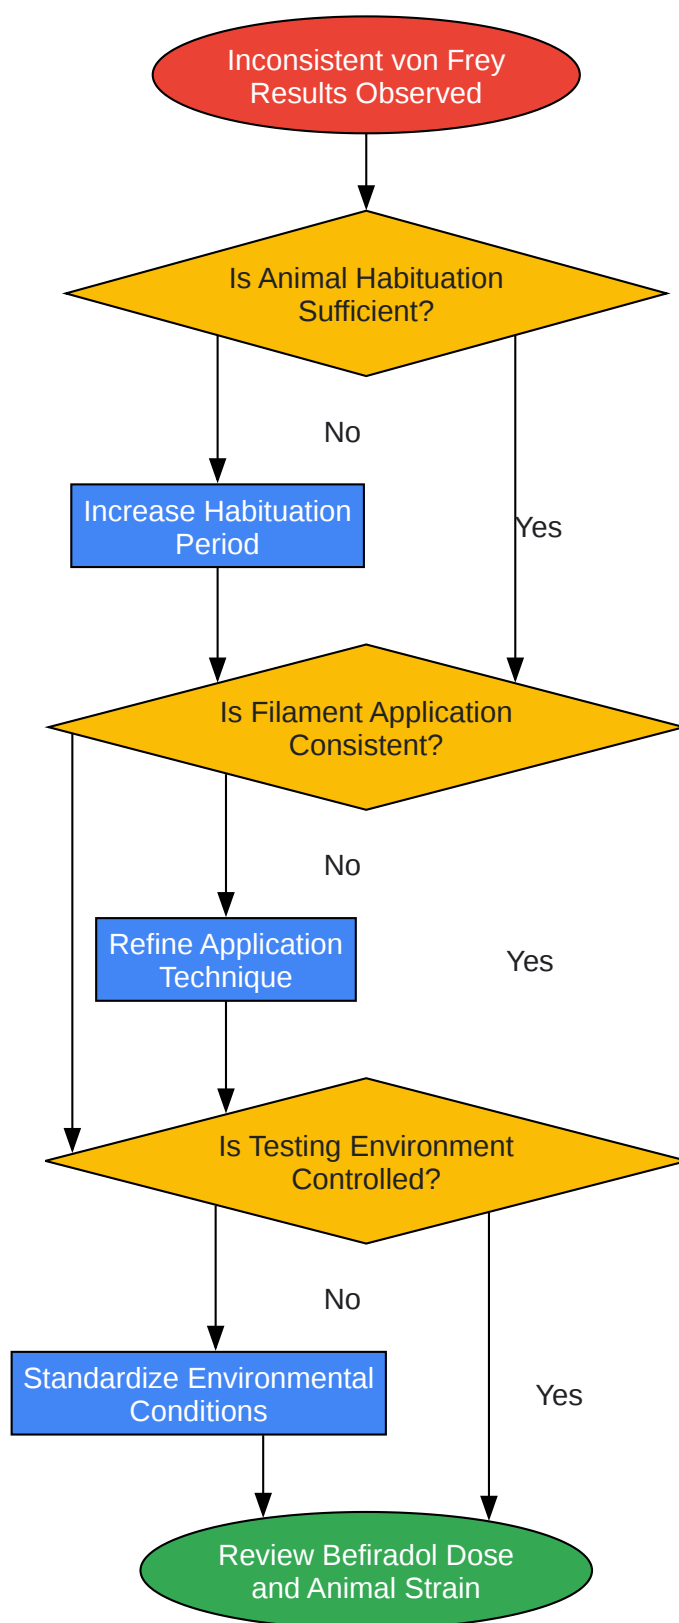 Inconsistent von Frey
Results Observed
Is Animal Habituation
Sufficient?
No
Increase Habituation
Period
Yes
Is Filament Application
Consistent?
No
Refine Application
Technique
Yes
Is Testing Environment
Controlled?
No
Standardize Environmental
Conditions
Yes
Review Befiradol Dose
and Animal Strain